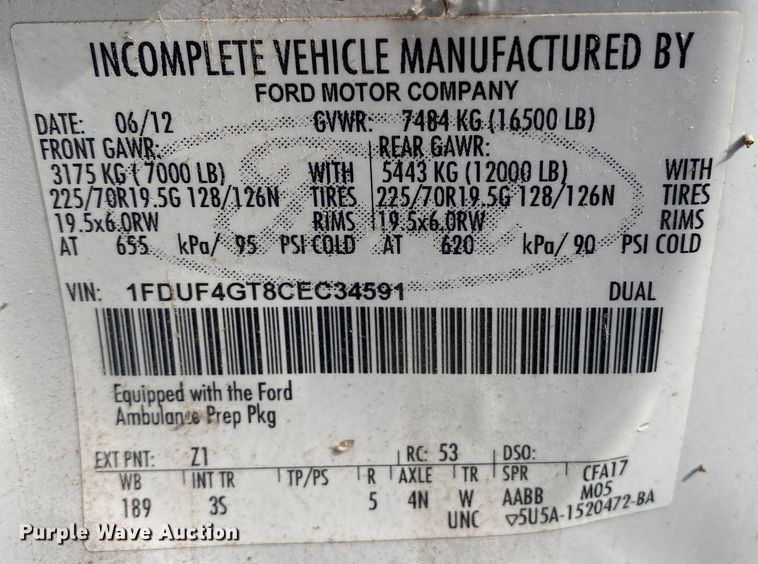 INCOMPLETE VEHICLE MANUFACTURED BY
FORD MOTOR COMPANY
DATE: 06/12 GVWR: 7484 KG (16500 LB)
FRONT GAWR: REAR GAWR:
3175 KG ( 7000 LB) WITH 5443 KG (12000 LB) WITH
225/70R19.5G 128/126N TIRES 225/70R19.5G 128/126N TIRES
19.5x6.0RW RIMS 19.5x6.0RW RIMS
AT 655 kPa/ 95 PSI COLD AT 620 kPa/ 90 PSI COLD
VIN: 1FDUF4GT8CEC34591 DUAL
Equipped with the Ford
Ambulance Prep Pkg
EXT PNT: Z1 RC: 53 DSO:
WB INT TR TP/PS R AXLE TR SPR CFA17
189 3S 5 4N W AABB M05
UNC ▽5U5A-1520472-BA
Purple Wave Auction